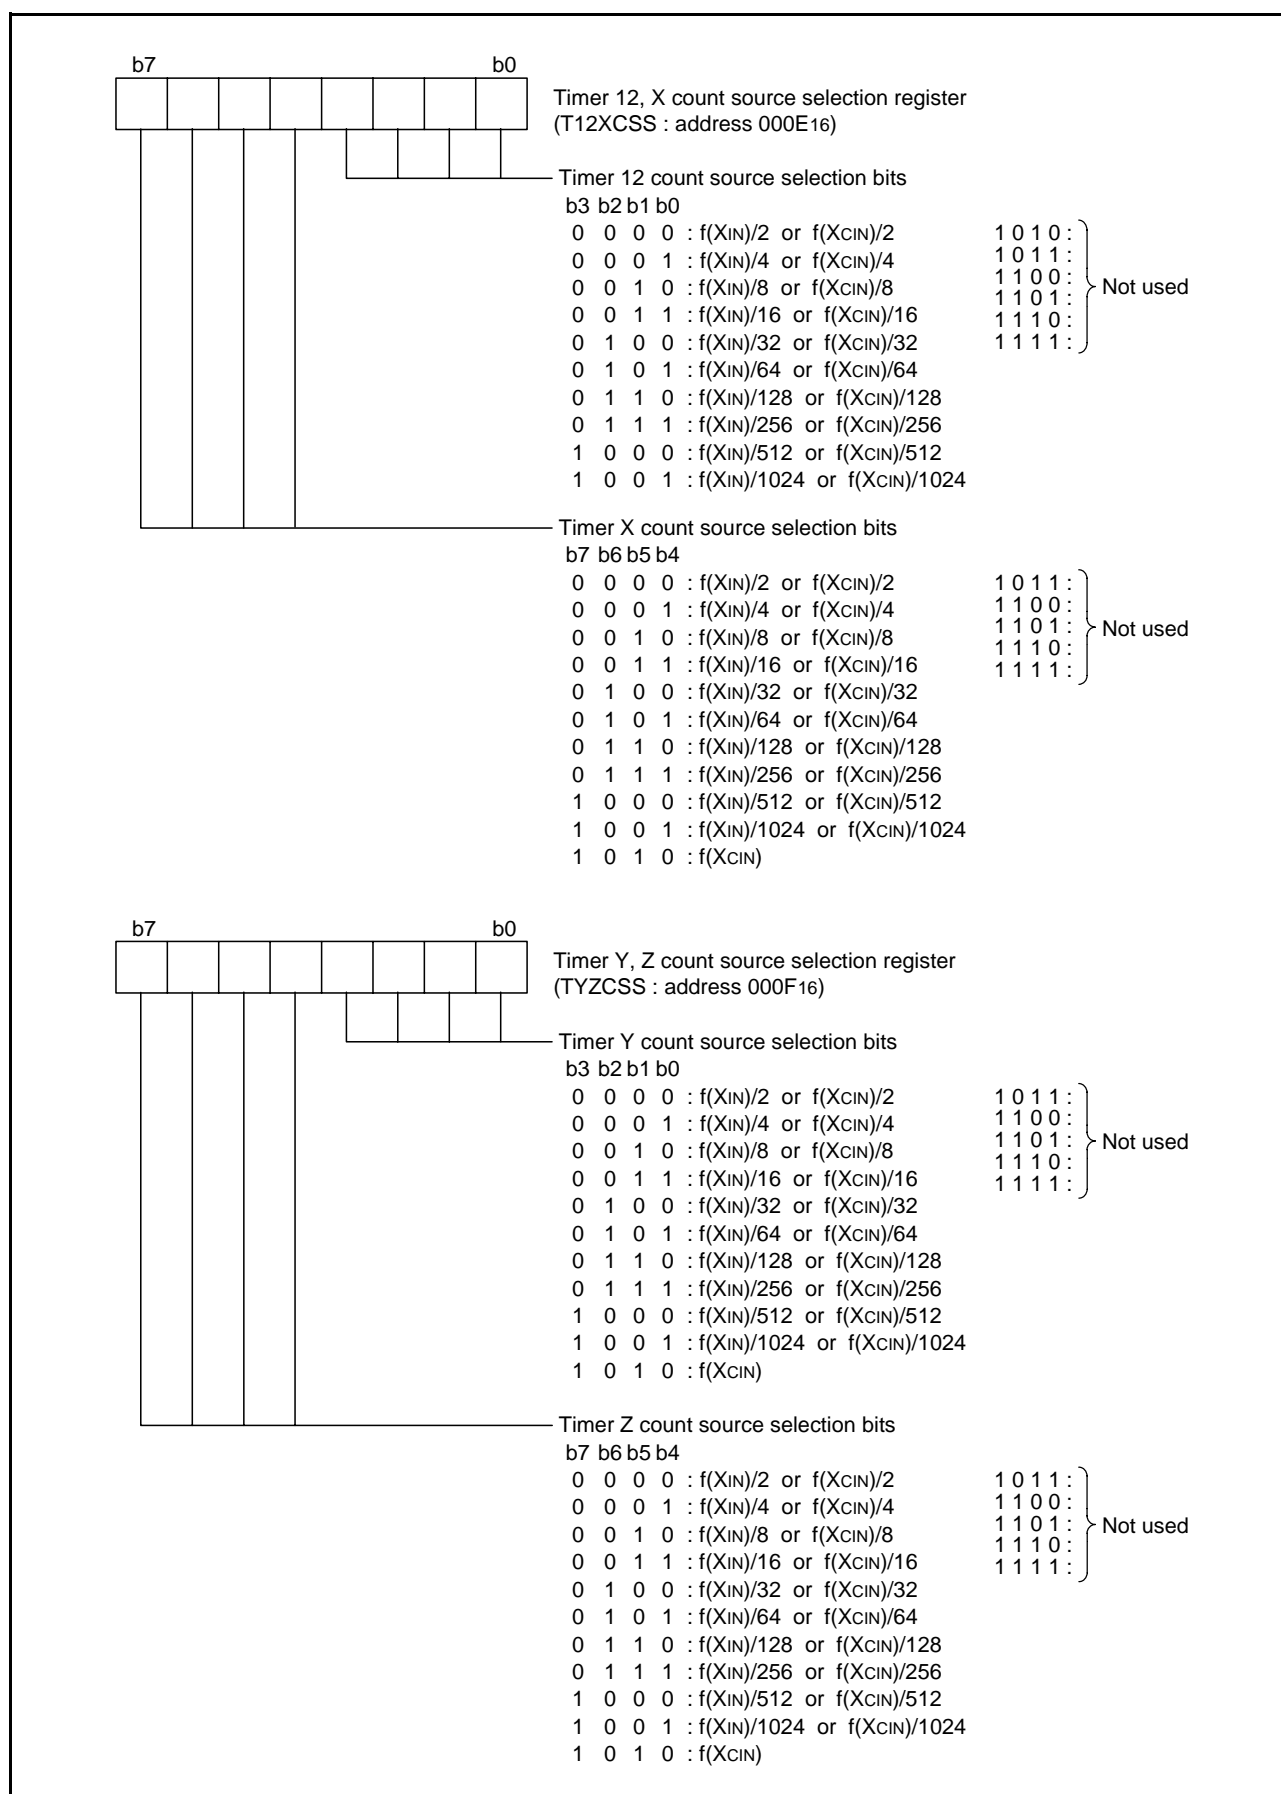 b7 b0
Timer 12, X count source selection register
(T12XCSS : address 000E16)
Timer 12 count source selection bits
b3 b2 b1 b0
0 0 0 0 : f(XIN)/2 or f(XCIN)/2 1 0 1 0 :
0 0 0 1 : f(XIN)/4 or f(XCIN)/4 1 0 1 1 :
0 0 1 0 : f(XIN)/8 or f(XCIN)/8 1 1 0 0 : Not used
0 0 1 1 : f(XIN)/16 or f(XCIN)/16 1 1 0 1 :
0 1 0 0 : f(XIN)/32 or f(XCIN)/32 1 1 1 0 :
0 1 0 1 : f(XIN)/64 or f(XCIN)/64 1 1 1 1 :
0 1 1 0 : f(XIN)/128 or f(XCIN)/128
0 1 1 1 : f(XIN)/256 or f(XCIN)/256
1 0 0 0 : f(XIN)/512 or f(XCIN)/512
1 0 0 1 : f(XIN)/1024 or f(XCIN)/1024
Timer X count source selection bits
b7 b6 b5 b4
0 0 0 0 : f(XIN)/2 or f(XCIN)/2 1 0 1 1 :
0 0 0 1 : f(XIN)/4 or f(XCIN)/4 1 1 0 0 :
0 0 1 0 : f(XIN)/8 or f(XCIN)/8 1 1 0 1 : Not used
0 0 1 1 : f(XIN)/16 or f(XCIN)/16 1 1 1 0 :
0 1 0 0 : f(XIN)/32 or f(XCIN)/32 1 1 1 1 :
0 1 0 1 : f(XIN)/64 or f(XCIN)/64
0 1 1 0 : f(XIN)/128 or f(XCIN)/128
0 1 1 1 : f(XIN)/256 or f(XCIN)/256
1 0 0 0 : f(XIN)/512 or f(XCIN)/512
1 0 0 1 : f(XIN)/1024 or f(XCIN)/1024
1 0 1 0 : f(XCIN)
b7 b0
Timer Y, Z count source selection register
(TYZCSS : address 000F16)
Timer Y count source selection bits
b3 b2 b1 b0
0 0 0 0 : f(XIN)/2 or f(XCIN)/2 1 0 1 1 :
0 0 0 1 : f(XIN)/4 or f(XCIN)/4 1 1 0 0 :
0 0 1 0 : f(XIN)/8 or f(XCIN)/8 1 1 0 1 : Not used
0 0 1 1 : f(XIN)/16 or f(XCIN)/16 1 1 1 0 :
0 1 0 0 : f(XIN)/32 or f(XCIN)/32 1 1 1 1 :
0 1 0 1 : f(XIN)/64 or f(XCIN)/64
0 1 1 0 : f(XIN)/128 or f(XCIN)/128
0 1 1 1 : f(XIN)/256 or f(XCIN)/256
1 0 0 0 : f(XIN)/512 or f(XCIN)/512
1 0 0 1 : f(XIN)/1024 or f(XCIN)/1024
1 0 1 0 : f(XCIN)
Timer Z count source selection bits
b7 b6 b5 b4
0 0 0 0 : f(XIN)/2 or f(XCIN)/2 1 0 1 1 :
0 0 0 1 : f(XIN)/4 or f(XCIN)/4 1 1 0 0 :
0 0 1 0 : f(XIN)/8 or f(XCIN)/8 1 1 0 1 : Not used
0 0 1 1 : f(XIN)/16 or f(XCIN)/16 1 1 1 0 :
0 1 0 0 : f(XIN)/32 or f(XCIN)/32 1 1 1 1 :
0 1 0 1 : f(XIN)/64 or f(XCIN)/64
0 1 1 0 : f(XIN)/128 or f(XCIN)/128
0 1 1 1 : f(XIN)/256 or f(XCIN)/256
1 0 0 0 : f(XIN)/512 or f(XCIN)/512
1 0 0 1 : f(XIN)/1024 or f(XCIN)/1024
1 0 1 0 : f(XCIN)